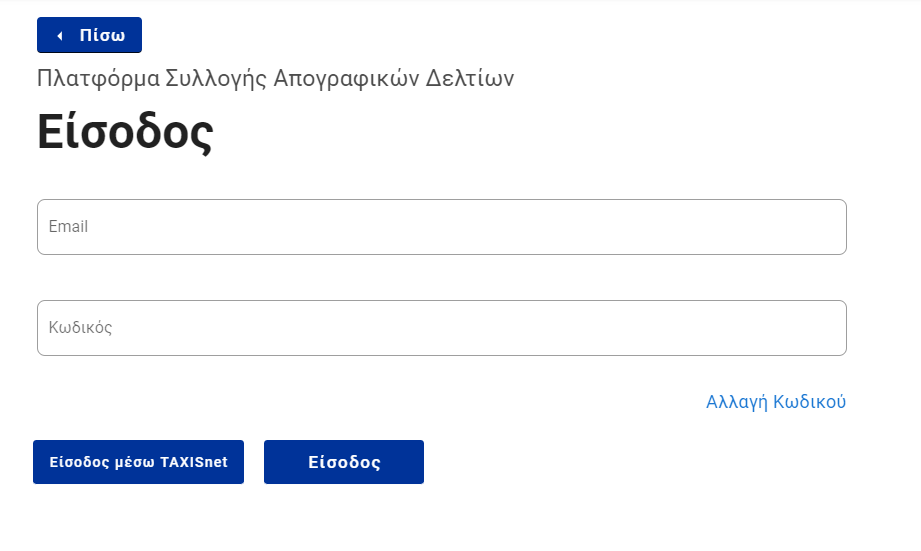 Πίσω
Πλατφόρμα Συλλογής Απογραφικών Δελτίων
Είσοδος
Email
Κωδικός
Αλλαγή Κωδικού
Είσοδος μέσω TAXISnet
Είσοδος